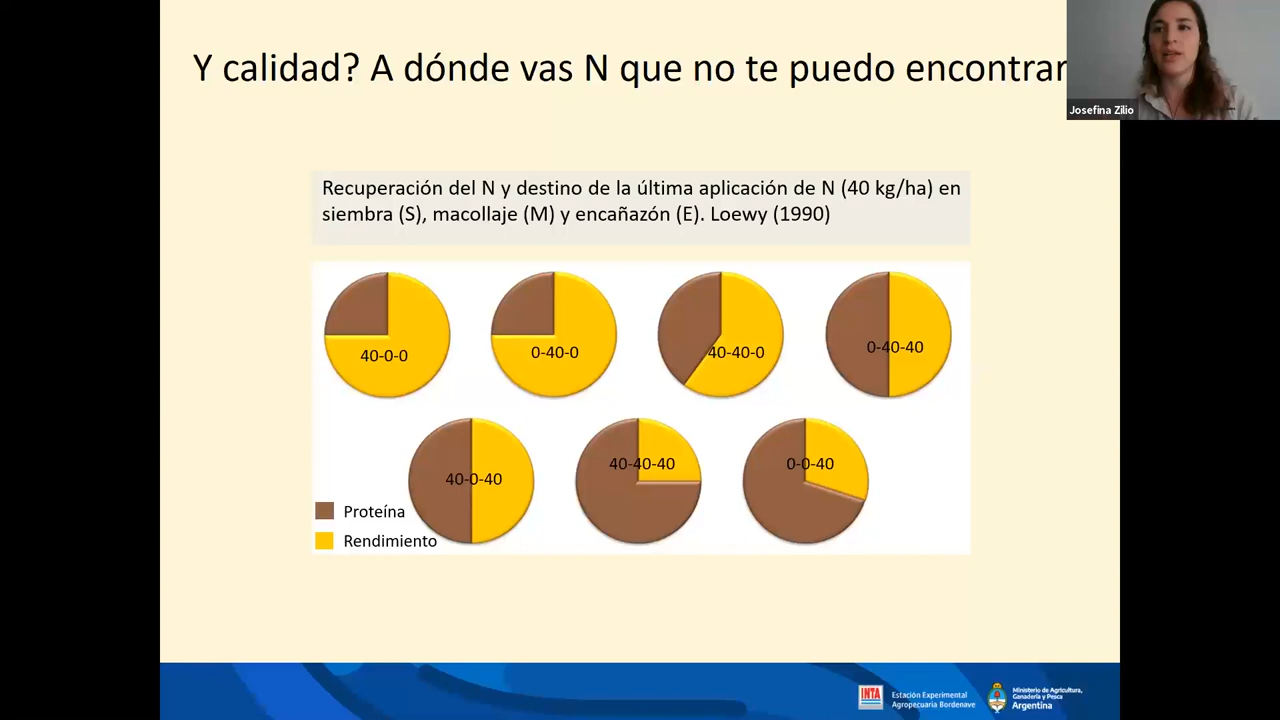 Y calidad? A dónde vas N que no te puedo encontrar
Josefina Zilio
Recuperación del N y destino de la última aplicación de N (40 kg/ha) en
siembra (S), macollaje (M) y encañazón (E). Loewy (1990)
40-0-0
0-40-0
40-40-0
0-40-40
40-0-40
40-40-40
0-0-40
Proteína
Rendimiento
INTA
Estación Experimental
Agropecuaria Bordenave
Ministerio de Agricultura,
Ganadería y Pesca
Argentina